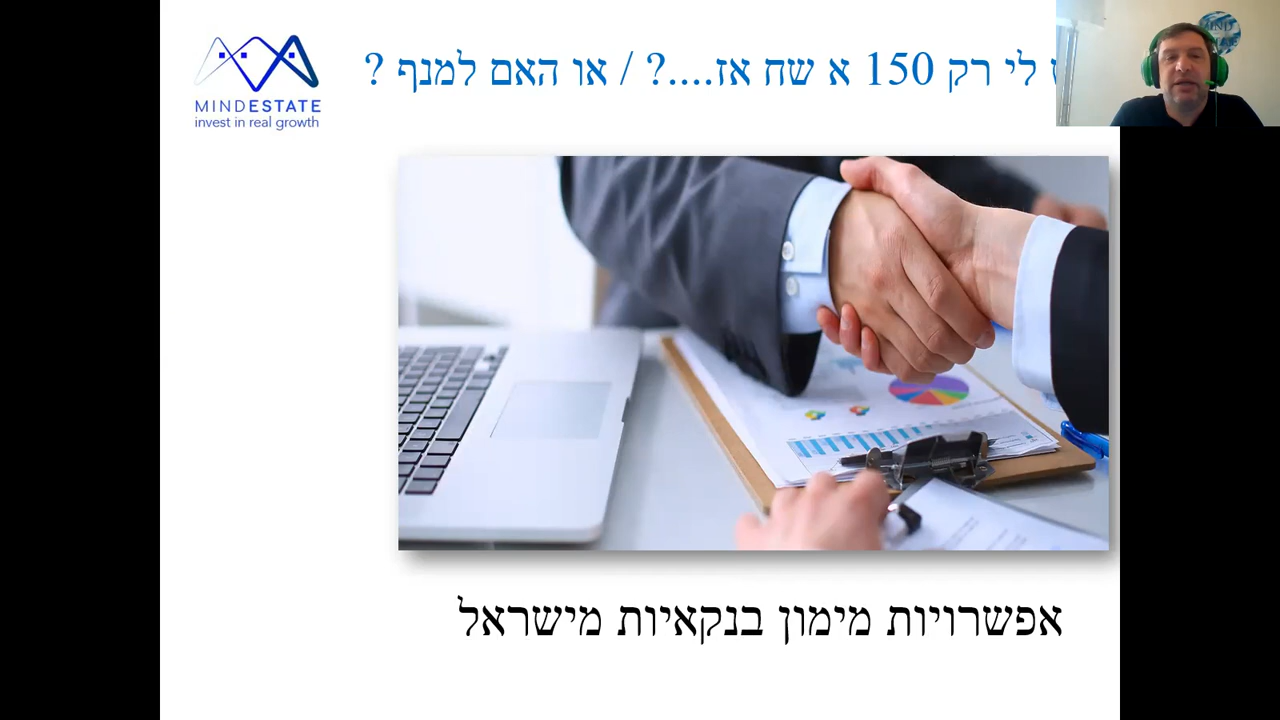 לי רק 150 א שח אז....? / או האם למנף ?
MINDESTATE
invest in real growth
אפשרויות מימון בנקאיות מישראל